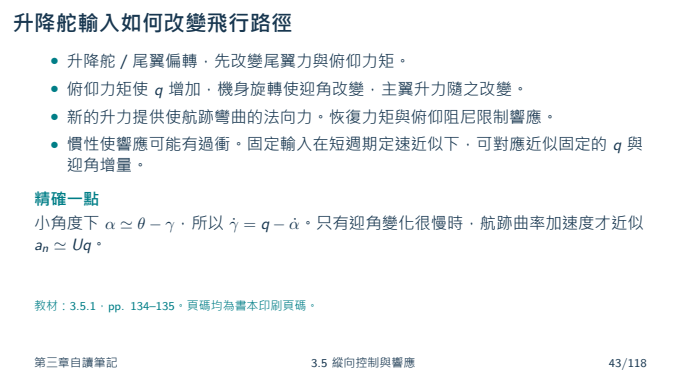 升降舵輸入如何改變飛行路徑
• 升降舵 / 尾翼偏轉，先改變尾翼力與俯仰力矩。
• 俯仰力矩使 q 增加，機身旋轉使迎角改變，主翼升力隨之改變。
• 新的升力提供使航跡彎曲的法向力。恢復力矩與俯仰阻尼限制響應。
• 慣性使響應可能有過衝。固定輸入在短週期定速近似下，可對應近似固定的 q 與
迎角增量。
精確一點
小角度下 α ≃ θ − γ，所以 γ̇ = q − α̇。只有迎角變化很慢時，航跡曲率加速度才近似
aₙ ≃ Uq。
教材：3.5.1，pp. 134–135。頁碼均為書本印刷頁碼。
第三章自讀筆記
3.5 縱向控制與響應
43/118